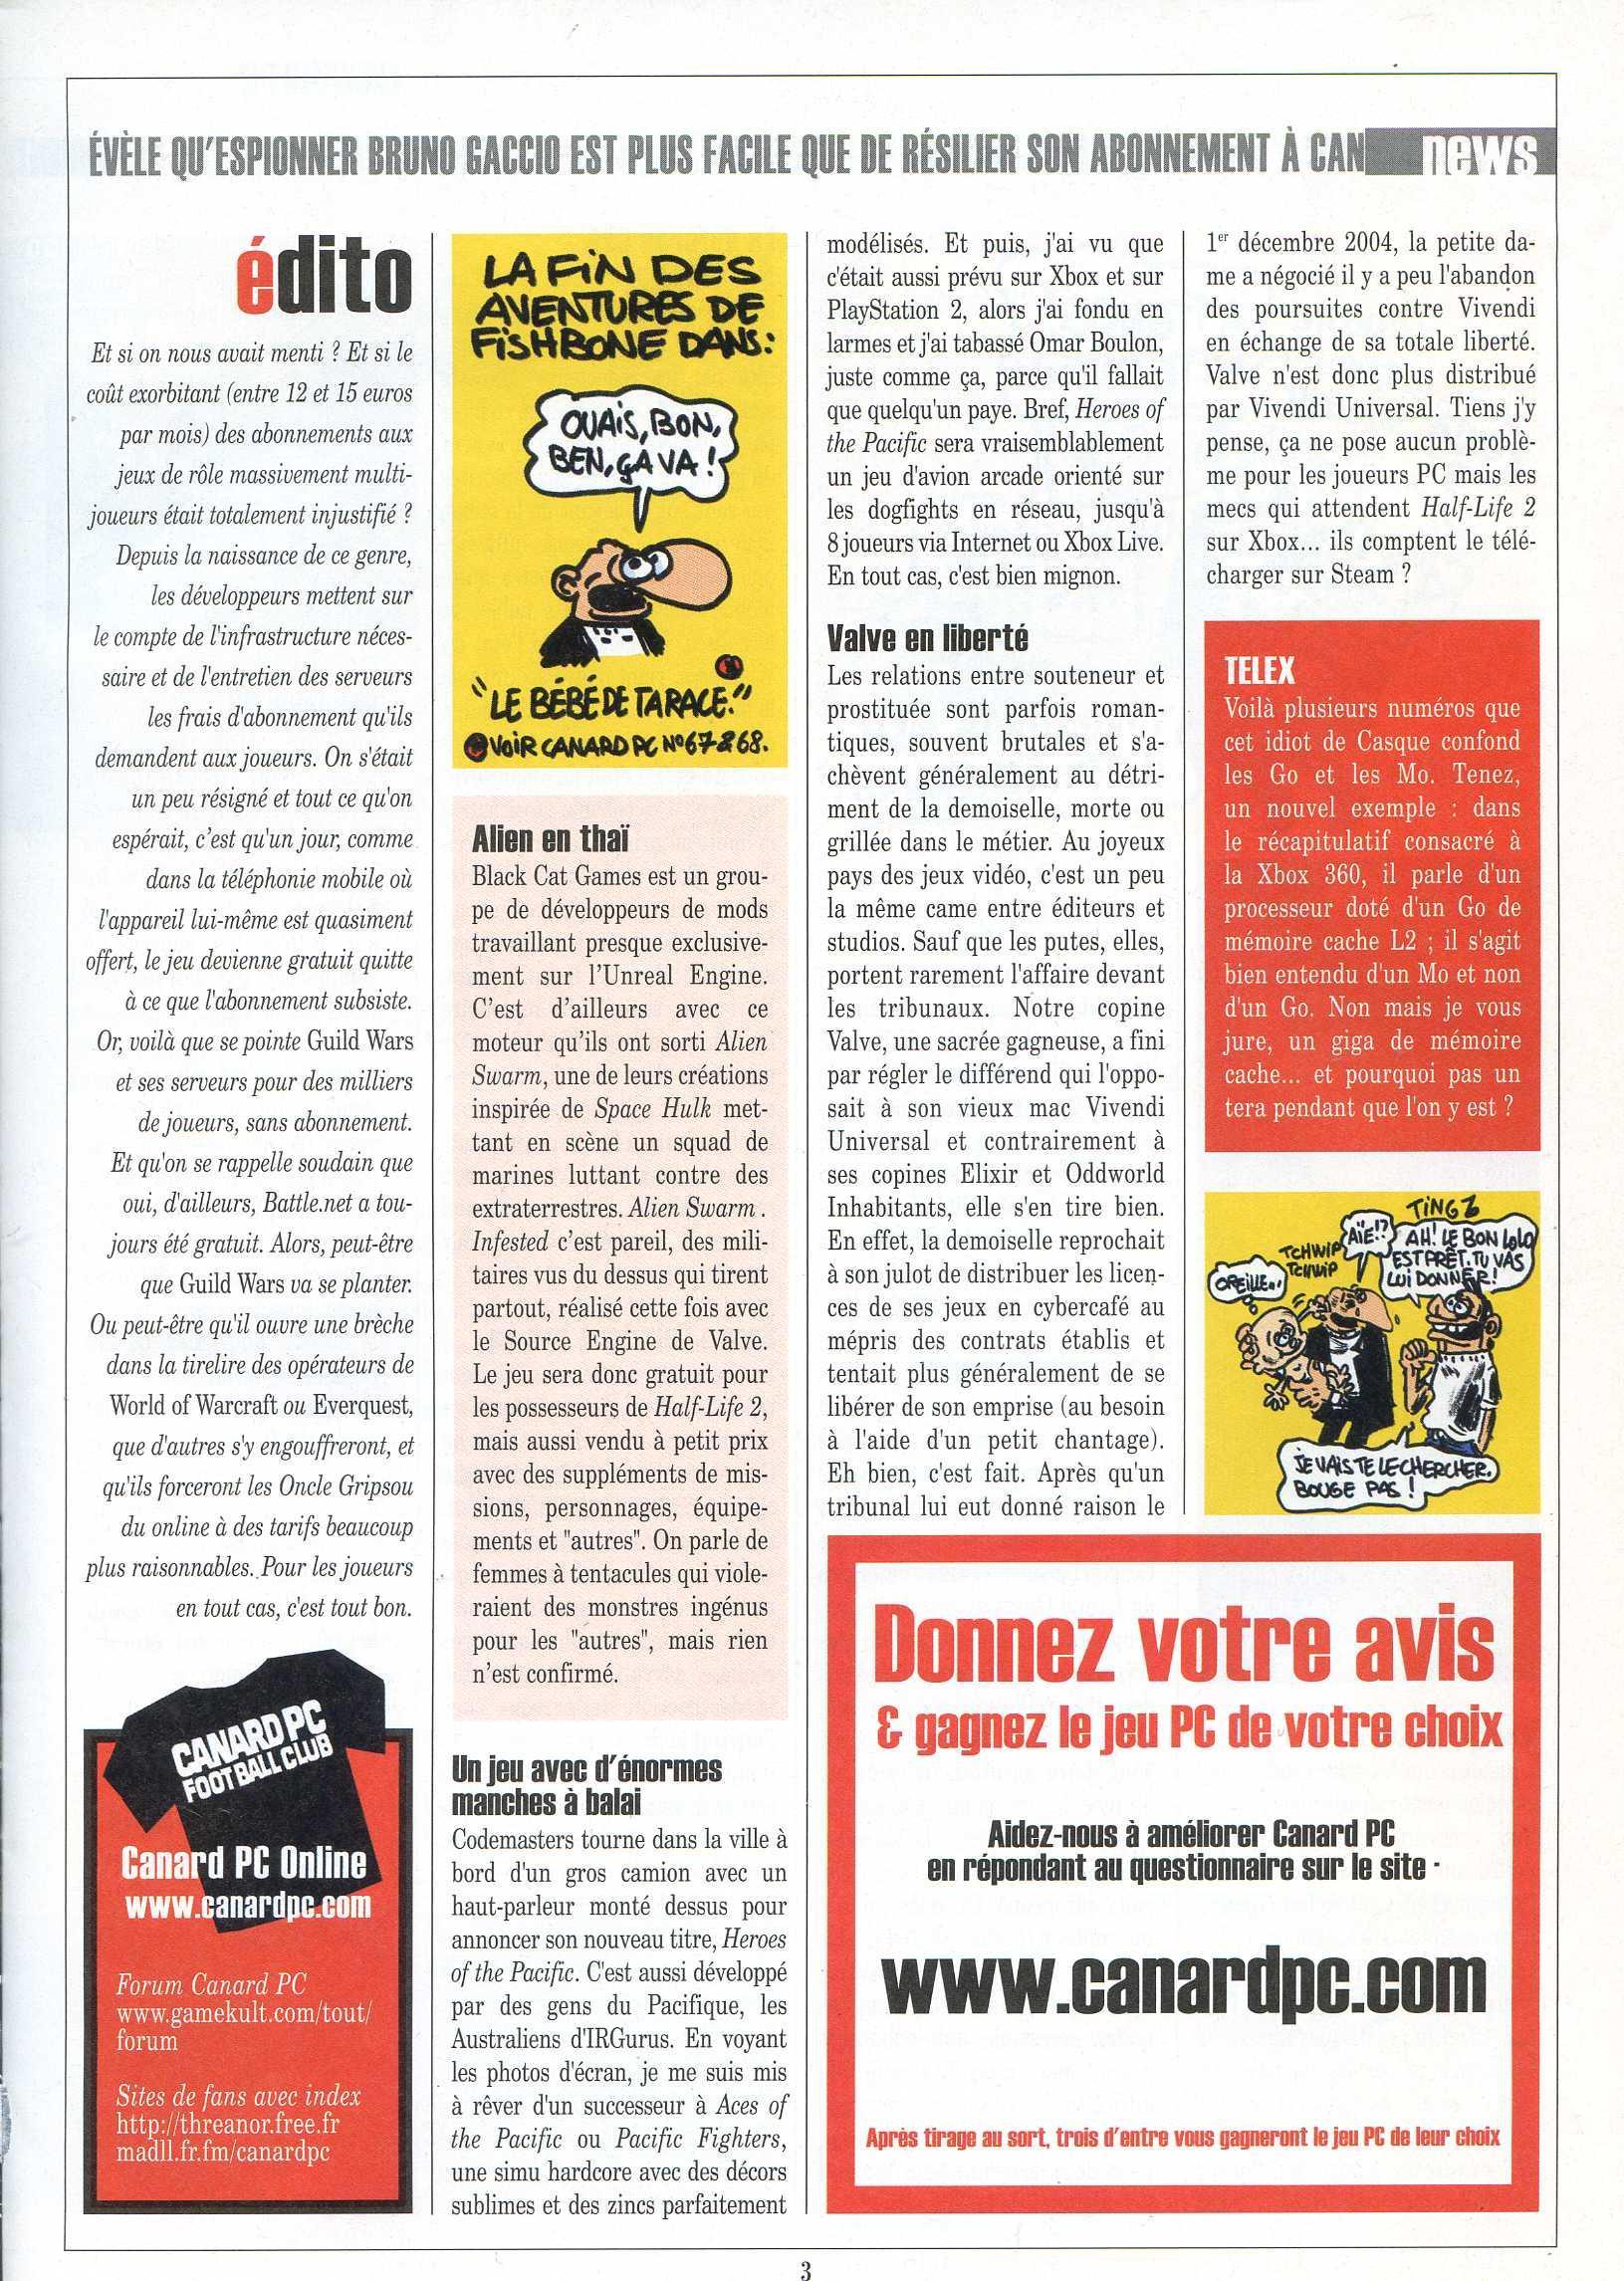 ÉVÈLE QU'ESPIONNER BRUNO GACCIO EST PLUS FACILE QUE DE RÉSILIER SON ABONNEMENT À CAN
news
édito
Et si on nous avait menti ? Et si le
coût exorbitant (entre 12 et 15 euros
par mois) des abonnements aux
jeux de rôle massivement multi-
joueurs était totalement injustifié ?
Depuis la naissance de ce genre,
les développeurs mettent sur
le compte de l'infrastructure néces-
saire et de l'entretien des serveurs
les frais d'abonnement qu'ils
demandent aux joueurs. On s'était
un peu résigné et tout ce qu'on
espérait, c'est qu'un jour, comme
dans la téléphonie mobile où
l'appareil lui-même est quasiment
offert, le jeu devienne gratuit quitte
à ce que l'abonnement subsiste.
Or, voilà que se pointe Guild Wars
et ses serveurs pour des milliers
de joueurs, sans abonnement.
Et qu'on se rappelle soudain que
oui, d'ailleurs, Battle.net a tou-
jours été gratuit. Alors, peut-être
que Guild Wars va se planter.
Ou peut-être qu'il ouvre une brèche
dans la tirelire des opérateurs de
World of Warcraft ou Everquest,
que d'autres s'y engouffreront, et
qu'ils forceront les Oncle Gripsou
du online à des tarifs beaucoup
plus raisonnables. Pour les joueurs
en tout cas, c'est tout bon.
CANARD PC
FOOTBALL CLUB
Canard PC Online
www.canardpc.com
Forum Canard PC
www.gamekult.com/tout/
forum
Sites de fans avec index
http://threanor.free.fr
madll.fr.fm/canardpc
LA FIN DES
AVENTURES DE
FISHBONE DANS:
OUAIS, BON,
BEN, ÇA VA !
"LE BÉBÉ DE TA RACE."
VOIR CANARD PC N°67 & 68.
Alien en thaï
Black Cat Games est un grou-
pe de développeurs de mods
travaillant presque exclusive-
ment sur l'Unreal Engine.
C'est d'ailleurs avec ce
moteur qu'ils ont sorti Alien
Swarm, une de leurs créations
inspirée de Space Hulk met-
tant en scène un squad de
marines luttant contre des
extraterrestres. Alien Swarm .
Infested c'est pareil, des mili-
taires vus du dessus qui tirent
partout, réalisé cette fois avec
le Source Engine de Valve.
Le jeu sera donc gratuit pour
les possesseurs de Half-Life 2,
mais aussi vendu à petit prix
avec des suppléments de mis-
sions, personnages, équipe-
ments et "autres". On parle de
femmes à tentacules qui viole-
raient des monstres ingénus
pour les "autres", mais rien
n'est confirmé.
Un jeu avec d'énormes
manches à balai
Codemasters tourne dans la ville à
bord d'un gros camion avec un
haut-parleur monté dessus pour
annoncer son nouveau titre, Heroes
of the Pacific. C'est aussi développé
par des gens du Pacifique, les
Australiens d'IRGurus. En voyant
les photos d'écran, je me suis mis
à rêver d'un successeur à Aces of
the Pacific ou Pacific Fighters,
une simu hardcore avec des décors
sublimes et des zincs parfaitement
modélisés. Et puis, j'ai vu que
c'était aussi prévu sur Xbox et sur
PlayStation 2, alors j'ai fondu en
larmes et j'ai tabassé Omar Boulon,
juste comme ça, parce qu'il fallait
que quelqu'un paye. Bref, Heroes of
the Pacific sera vraisemblablement
un jeu d'avion arcade orienté sur
les dogfights en réseau, jusqu'à
8 joueurs via Internet ou Xbox Live.
En tout cas, c'est bien mignon.
Valve en liberté
Les relations entre souteneur et
prostituée sont parfois roman-
tiques, souvent brutales et s'a-
chèvent généralement au détri-
ment de la demoiselle, morte ou
grillée dans le métier. Au joyeux
pays des jeux vidéo, c'est un peu
la même came entre éditeurs et
studios. Sauf que les putes, elles,
portent rarement l'affaire devant
les tribunaux. Notre copine
Valve, une sacrée gagneuse, a fini
par régler le différend qui l'oppo-
sait à son vieux mac Vivendi
Universal et contrairement à
ses copines Elixir et Oddworld
Inhabitants, elle s'en tire bien.
En effet, la demoiselle reprochait
à son julot de distribuer les licen-
ces de ses jeux en cybercafé au
mépris des contrats établis et
tentait plus généralement de se
libérer de son emprise (au besoin
à l'aide d'un petit chantage).
Eh bien, c'est fait. Après qu'un
tribunal lui eut donné raison le
1er décembre 2004, la petite da-
me a négocié il y a peu l'abandon
des poursuites contre Vivendi
en échange de sa totale liberté.
Valve n'est donc plus distribué
par Vivendi Universal. Tiens j'y
pense, ça ne pose aucun problè-
me pour les joueurs PC mais les
mecs qui attendent Half-Life 2
sur Xbox... ils comptent le télé-
charger sur Steam ?
TELEX
Voilà plusieurs numéros que
cet idiot de Casque confond
les Go et les Mo. Tenez,
un nouvel exemple : dans
le récapitulatif consacré à
la Xbox 360, il parle d'un
processeur doté d'un Go de
mémoire cache L2 ; il s'agit
bien entendu d'un Mo et non
d'un Go. Non mais je vous
jure, un giga de mémoire
cache... et pourquoi pas un
tera pendant que l'on y est ?
TINGZ
OREILLE..
TCHWIP
TCHWIP
AÏE !?
AH! LE BON LOLO
EST PRÊT. TU VAS
LUI DONNER !
JE VAIS TE LE CHERCHER.
BOUGE PAS !
Donnez votre avis
& gagnez le jeu PC de votre choix
Aidez-nous à améliorer Canard PC
en répondant au questionnaire sur le site ·
www.canardpc.com
Après tirage au sort, trois d'entre vous gagneront le jeu PC de leur choix
3